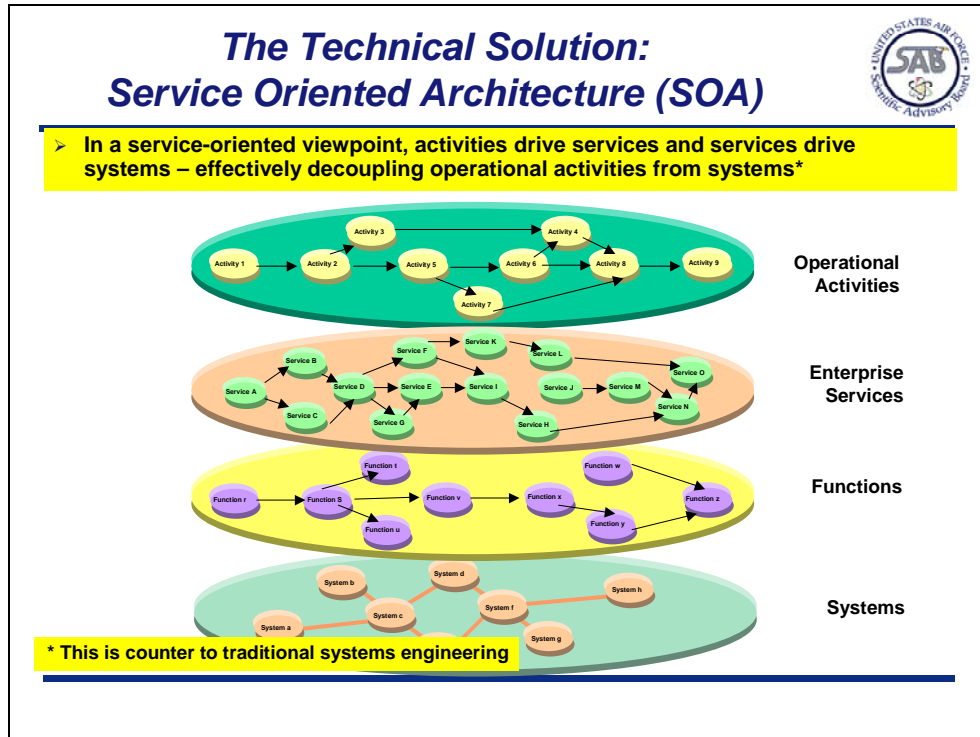 The Technical Solution:
Service Oriented Architecture (SOA)
· UNITED STATES AIR FORCE ·
SAB
Scientific Advisory Board
➢ In a service-oriented viewpoint, activities drive services and services drive
systems – effectively decoupling operational activities from systems*
Activity 3
Activity 4
Activity 1
Activity 2
Activity 5
Activity 6
Activity 8
Activity 9
Activity 7
Operational
Activities
Service K
Service F
Service L
Service B
Service O
Service A
Service D
Service E
Service I
Service J
Service M
Service C
Service G
Service H
Service N
Enterprise
Services
Function t
Function w
Function r
Function S
Function v
Function x
Function z
Function u
Function y
Functions
System d
System b
System h
System c
System f
System a
System g
Systems
* This is counter to traditional systems engineering